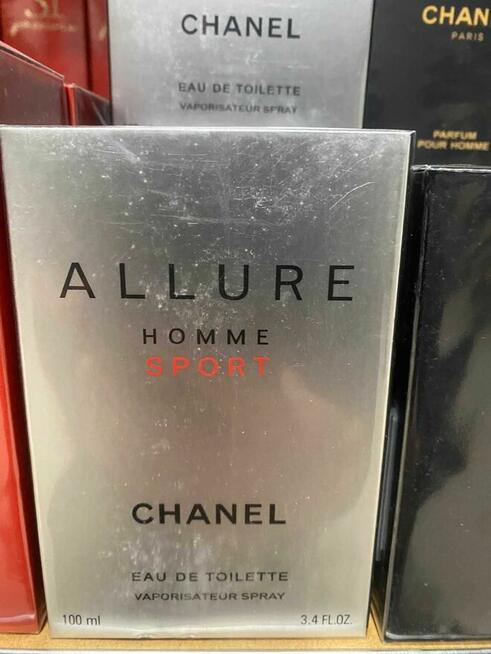 CHANEL
EAU DE TOILETTE
VAPORISATEUR SPRAY
CHAN
PARIS
PARFUM
POUR HOMME
ALLURE
HOMME
SPORT
CHANEL
EAU DE TOILETTE
VAPORISATEUR SPRAY
100 ml 3.4 FL.OZ.